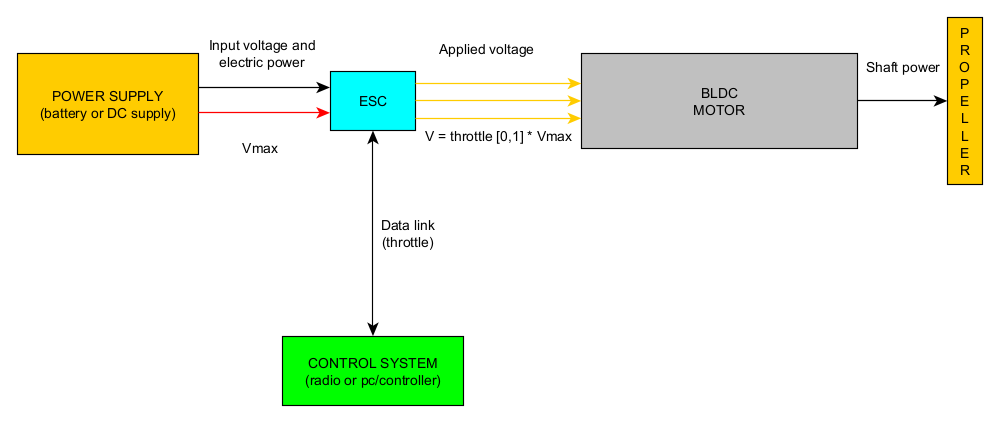 Input voltage and
electric power
Applied voltage
POWER SUPPLY
(battery or DC supply)
ESC
BLDC
MOTOR
Shaft power
P
R
O
P
E
L
L
E
R
Vmax
V = throttle [0,1] * Vmax
Data link
(throttle)
CONTROL SYSTEM
(radio or pc/controller)